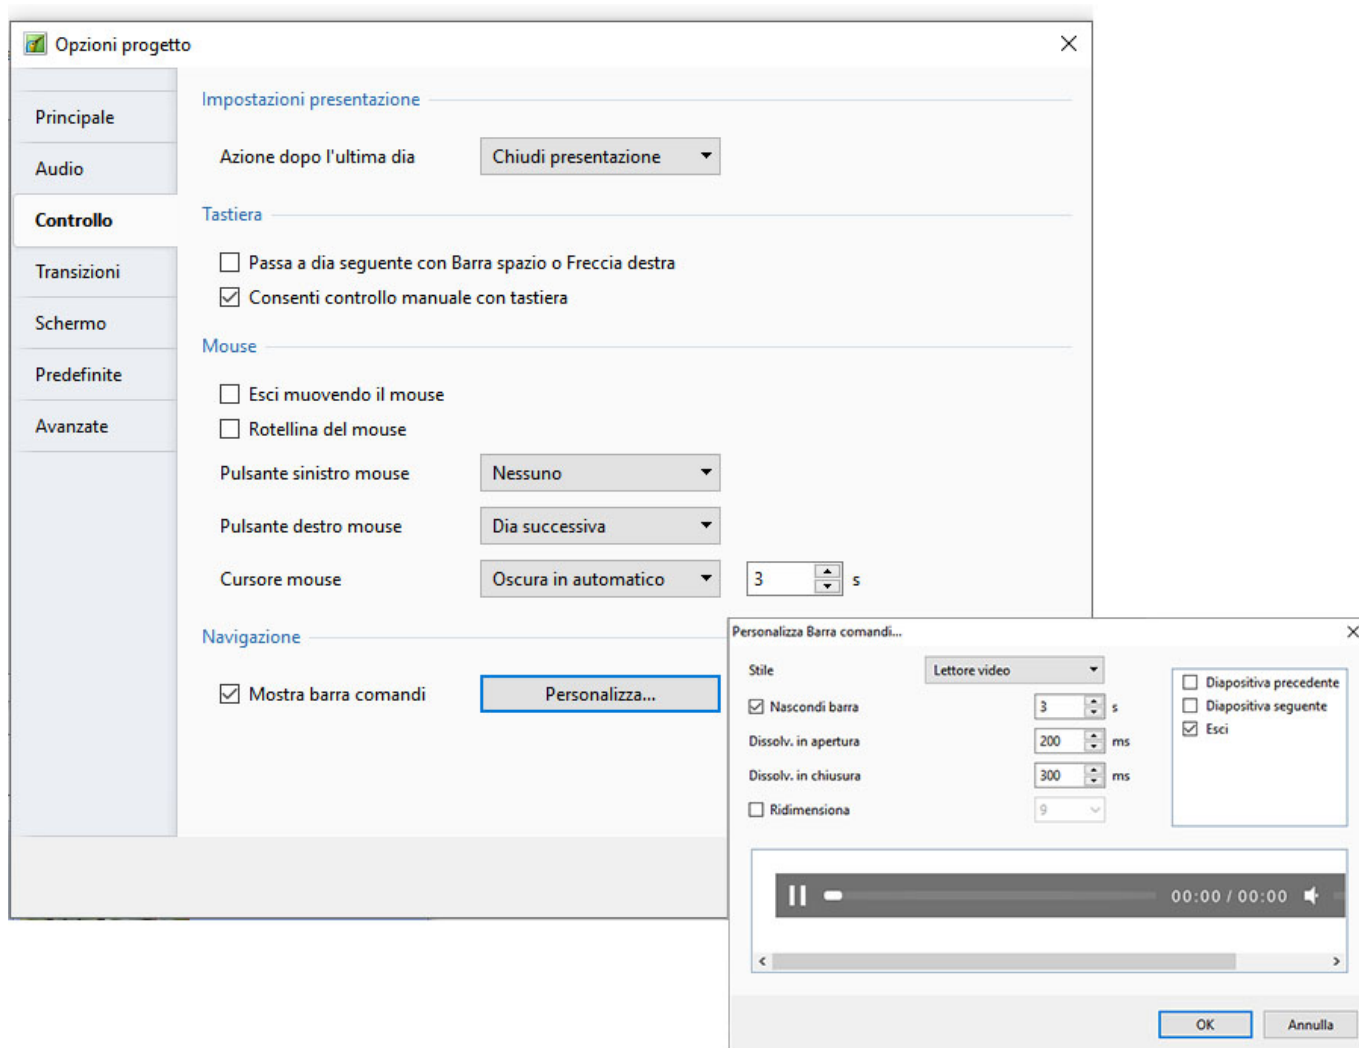 Opzioni progetto
Principale
Audio
Controllo
Transizioni
Schermo
Predefinite
Avanzate
Impostazioni presentazione
Azione dopo l'ultima dia Chiudi presentazione
Tastiera
Passa a dia seguente con Barra spazio o Freccia destra
Consenti controllo manuale con tastiera
Mouse
Esci muovendo il mouse
Rotellina del mouse
Pulsante sinistro mouse Nessuno
Pulsante destro mouse Dia successiva
Cursore mouse Oscura in automatico 3 s
Navigazione
Mostra barra comandi Personalizza...
Personalizza Barra comandi...
Stile Lettore video
Nascondi barra 3 s
Dissolv. in apertura 200 ms
Dissolv. in chiusura 300 ms
Ridimensiona 9
Diapositiva precedente
Diapositiva seguente
Esci
00:00 / 00:00
OK Annulla